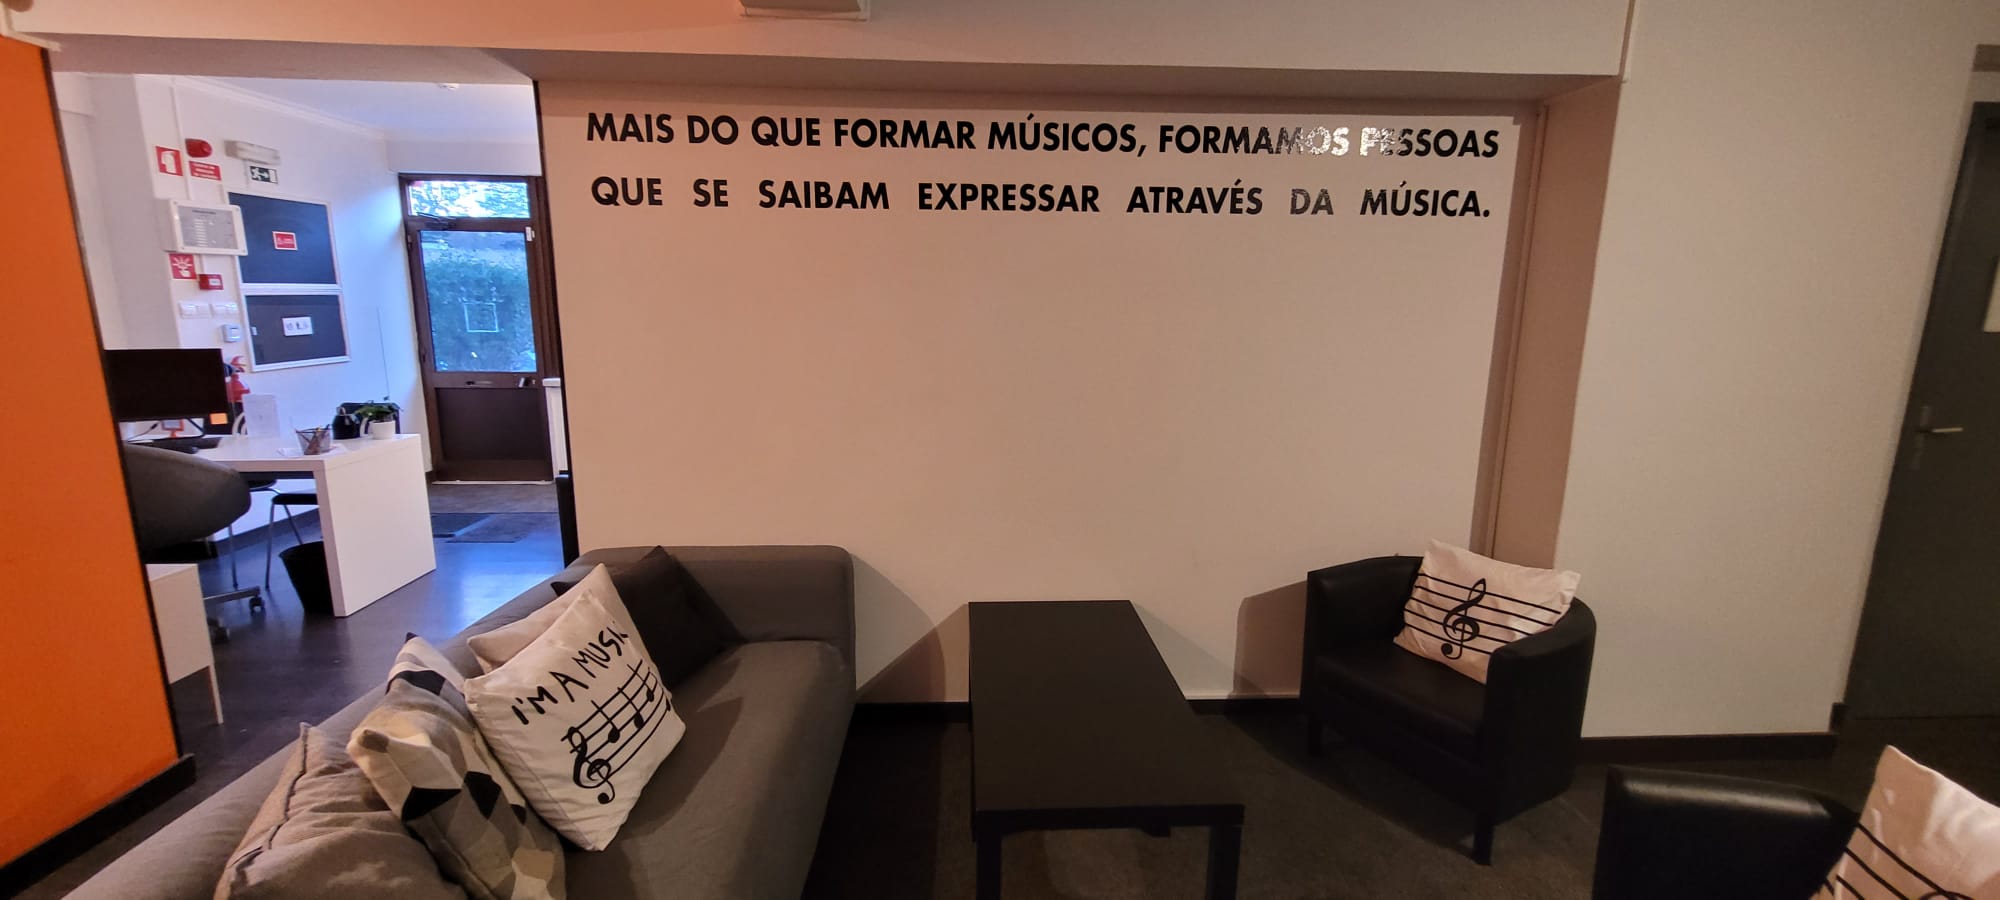 MAIS DO QUE FORMAR MÚSICOS, FORMAMOS PESSOAS
QUE SE SAIBAM EXPRESSAR ATRAVÉS DA MÚSICA.
I'M A MUSIC